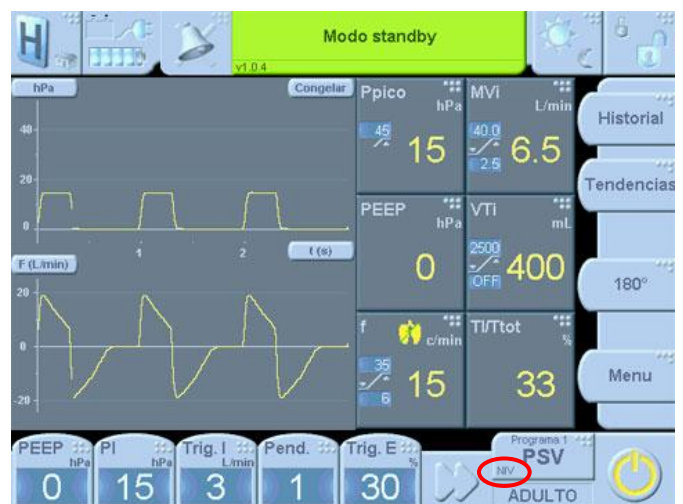 H
Modo standby
v1.0.4
hPa
Congelar
40
20
0
1
2
t (s)
F (L/min)
20
0
-20
Ppico
hPa
45
15
MVi
L/min
40.0
2.5
6.5
PEEP
hPa
0
VTi
mL
2500
OFF
400
f
c/min
35
6
15
TI/Ttot
%
33
Historial
Tendencias
180°
Menu
PEEP
hPa
0
PI
hPa
15
Trig. I
L/min
3
Pend.
1
Trig. E
%
30
Programa 1
PSV
NIV
ADULTO